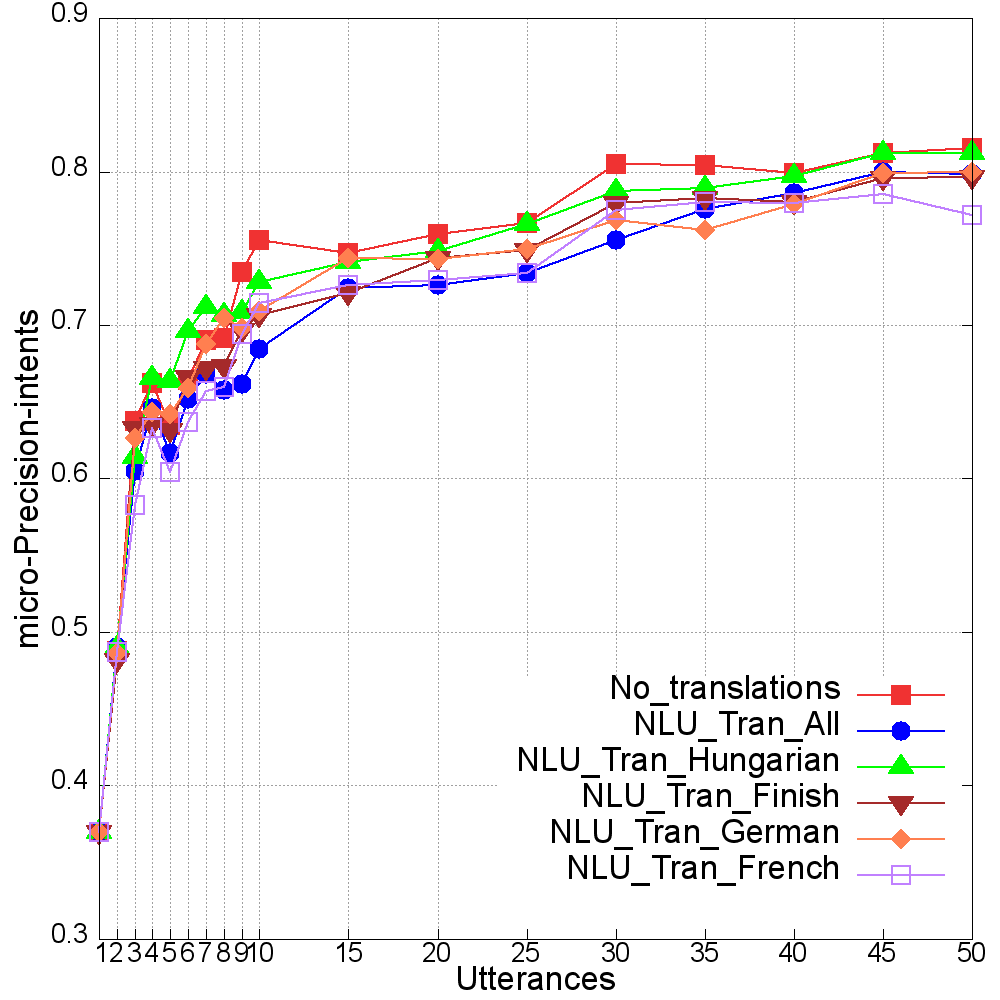 0.9
0.8
0.7
0.6
0.5
0.4
0.3
micro-Precision-intents
No_translations
NLU_Tran_All
NLU_Tran_Hungarian
NLU_Tran_Finish
NLU_Tran_German
NLU_Tran_French
1 2 3 4 5 6 7 8 9 10 15 20 25 30 35 40 45 50
Utterances